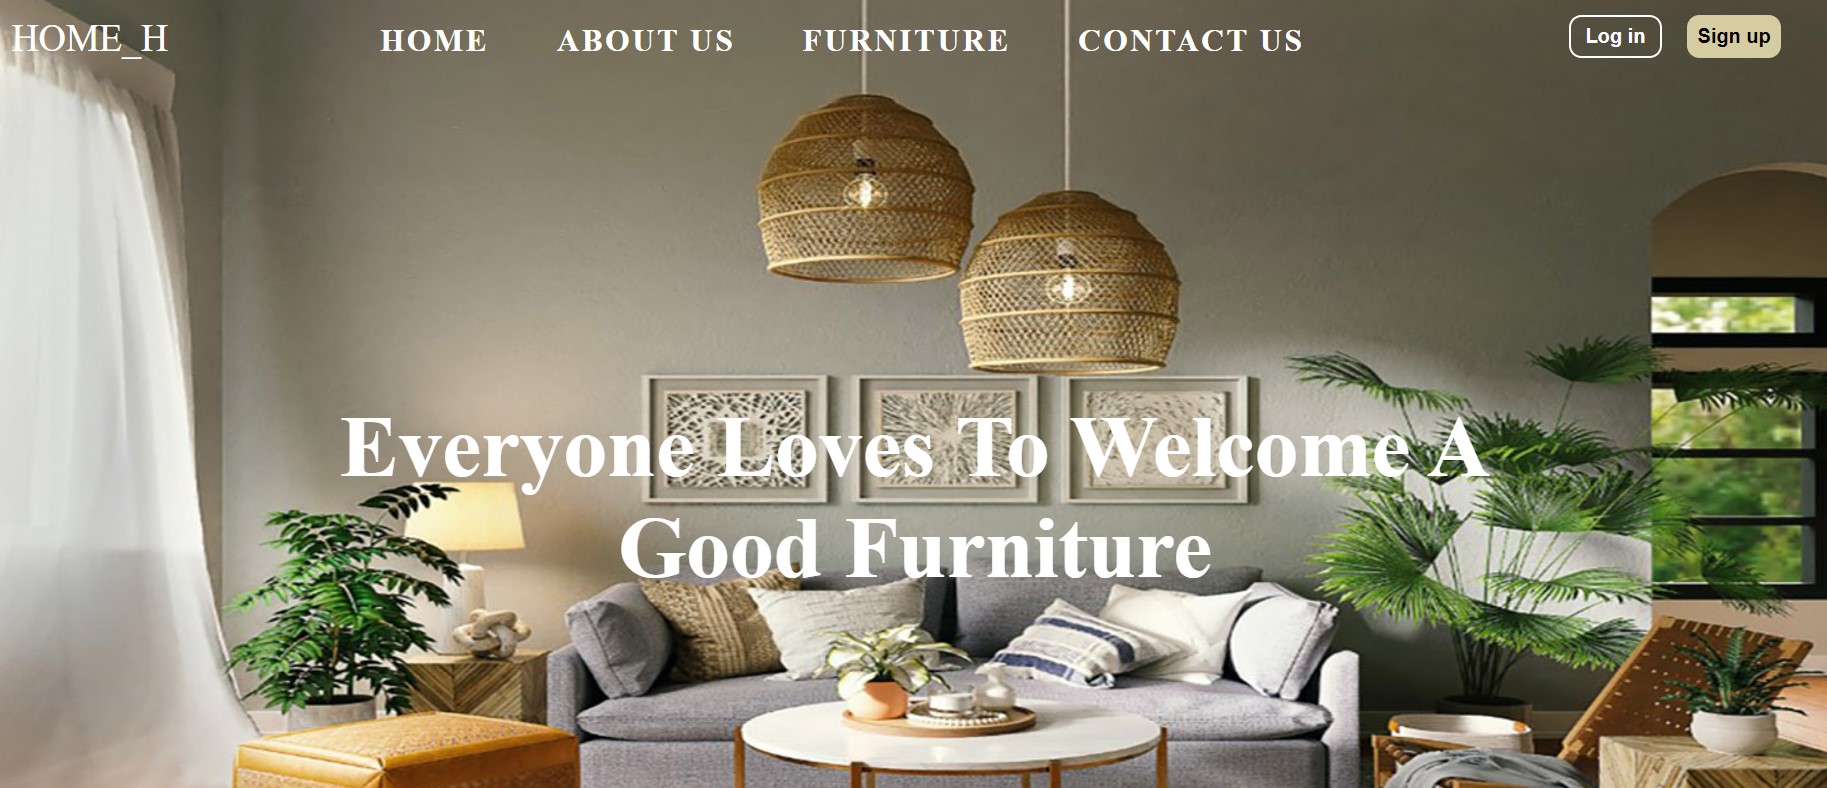 HOME_H
HOME ABOUT US FURNITURE CONTACT US
Log in Sign up
Everyone Loves To Welcome A
Good Furniture